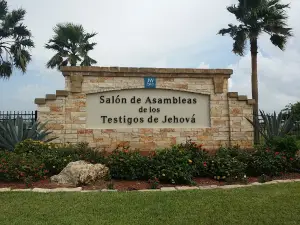 Salón de Asambleas
de los
Testigos de Jehová